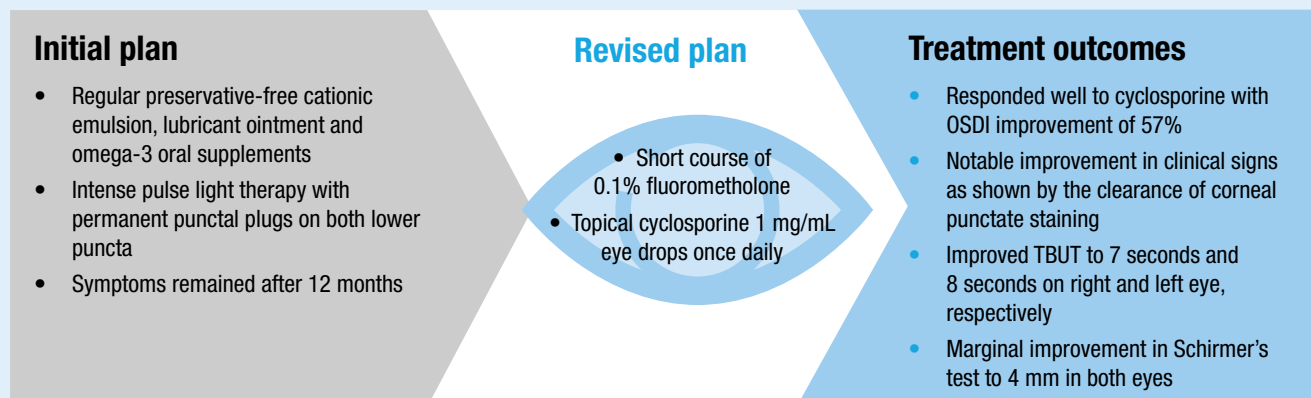 Initial plan
• Regular preservative-free cationic
emulsion, lubricant ointment and
omega-3 oral supplements
• Intense pulse light therapy with
permanent punctal plugs on both lower
puncta
• Symptoms remained after 12 months
Revised plan
• Short course of
0.1% fluorometholone
• Topical cyclosporine 1 mg/mL
eye drops once daily
Treatment outcomes
• Responded well to cyclosporine with
OSDI improvement of 57%
• Notable improvement in clinical signs
as shown by the clearance of corneal
punctate staining
• Improved TBUT to 7 seconds and
8 seconds on right and left eye,
respectively
• Marginal improvement in Schirmer’s
test to 4 mm in both eyes